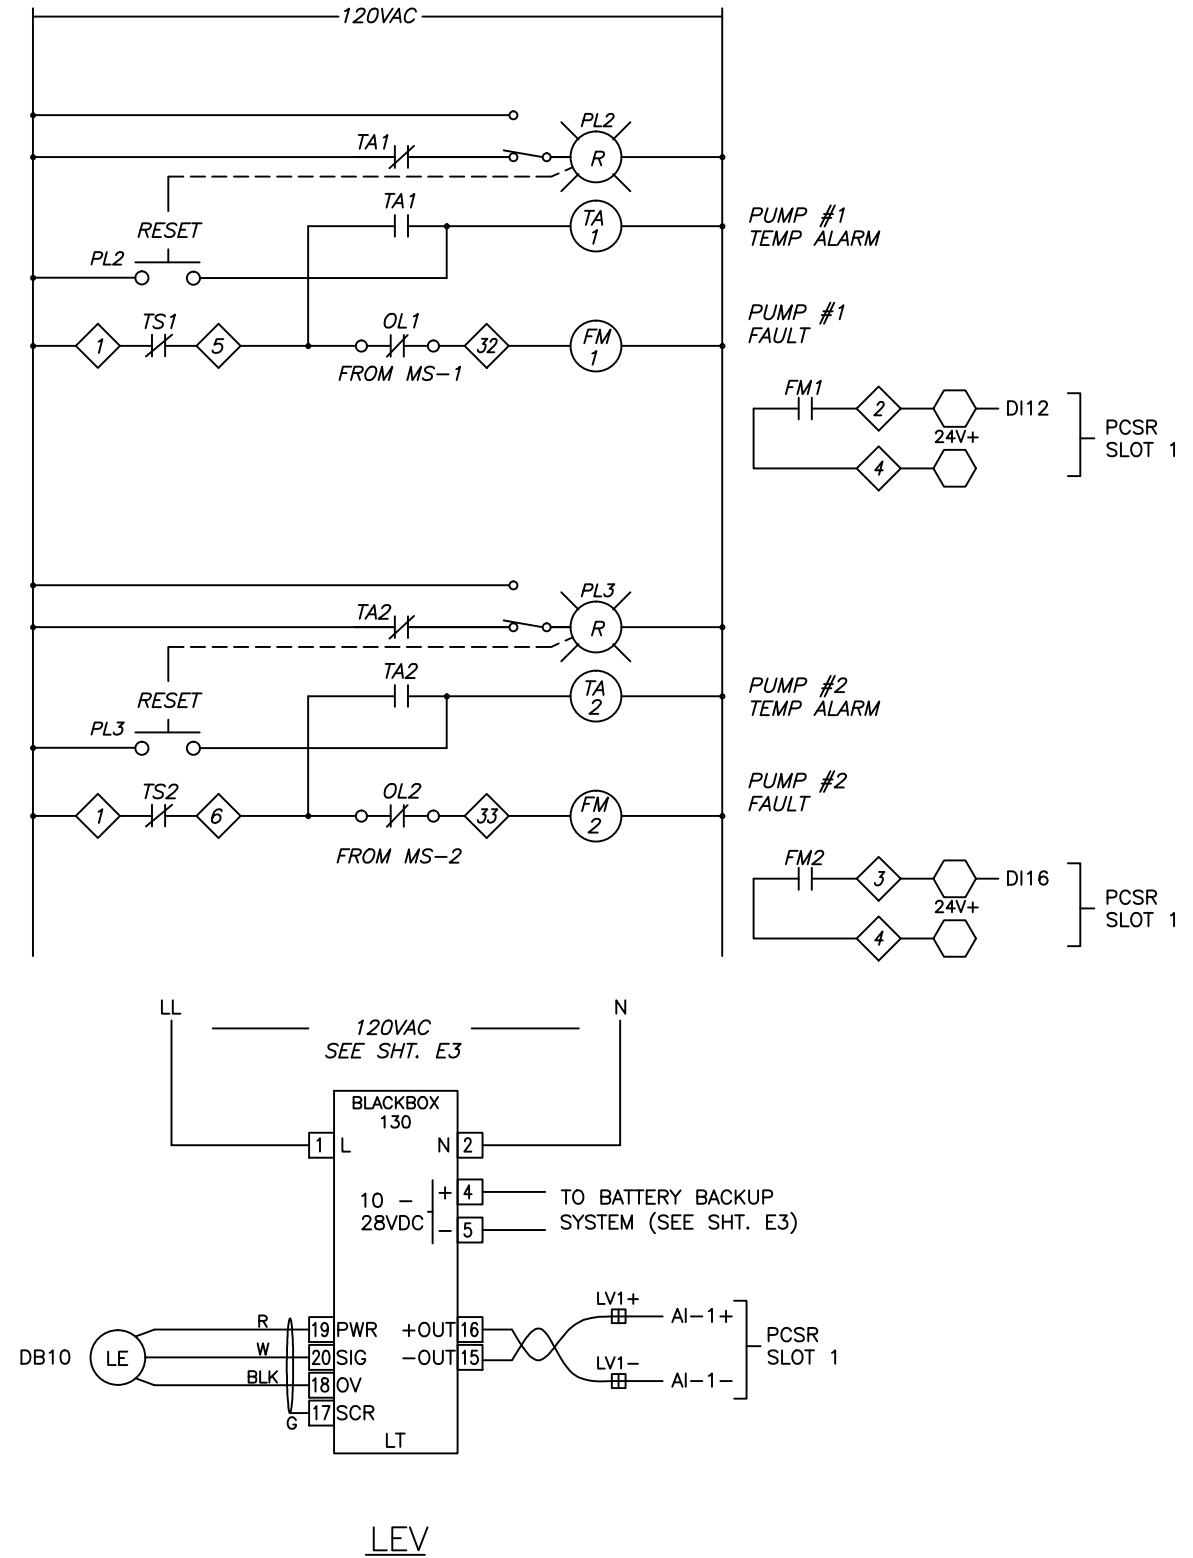 120VAC
PL2
TA1
R
TA1
TA
1
PUMP #1
TEMP ALARM
RESET
PL2
PUMP #1
FAULT
1
TS1
5
OL1
32
FM
1
FROM MS-1
FM1
2
DI12
24V+
4
PCSR
SLOT 1
PL3
TA2
R
TA2
TA
2
PUMP #2
TEMP ALARM
RESET
PL3
PUMP #2
FAULT
1
TS2
6
OL2
33
FM
2
FROM MS-2
FM2
3
DI16
24V+
4
PCSR
SLOT 1
LL
N
120VAC
SEE SHT. E3
BLACKBOX
130
1 L
N 2
10 -
28VDC
+ 4
- 5
TO BATTERY BACKUP
SYSTEM (SEE SHT. E3)
DB10
LE
R
W
BLK
G
19 PWR
20 SIG
18 OV
17 SCR
+OUT 16
-OUT 15
LV1+
AI-1+
LV1-
AI-1-
PCSR
SLOT 1
LT
LEV